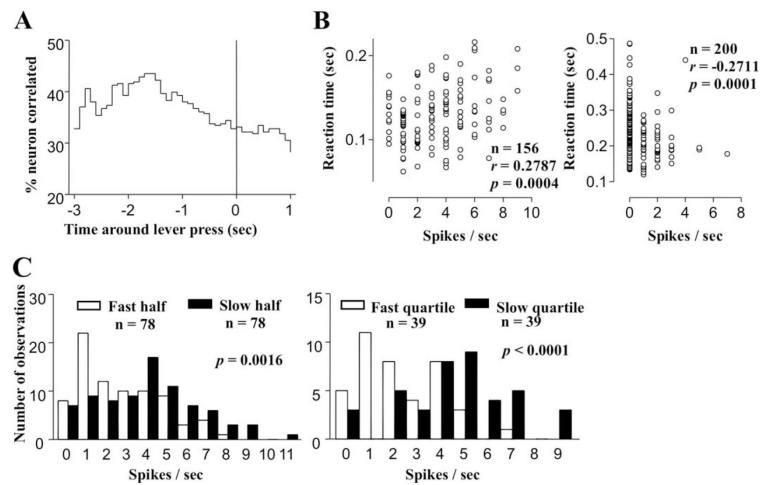 A
% neuron correlated
50
40
30
20
-3 -2 -1 0 1
Time around lever press (sec)
B
Reaction time (sec)
0.2
0.1
n = 156
r = 0.2787
p = 0.0004
0 2 4 6 8 10
Spikes / sec
Reaction time (sec)
0.5
0.4
0.3
0.2
0.1
n = 200
r = -0.2711
p = 0.0001
0 2 4 6 8
Spikes / sec
C
Number of observations
30
20
10
0
Fast half
n = 78
Slow half
n = 78
p = 0.0016
0 1 2 3 4 5 6 7 8 9 10 11
Spikes / sec
15
10
5
0
Fast quartile
n = 39
Slow quartile
n = 39
p < 0.0001
0 1 2 3 4 5 6 7 8 9
Spikes / sec